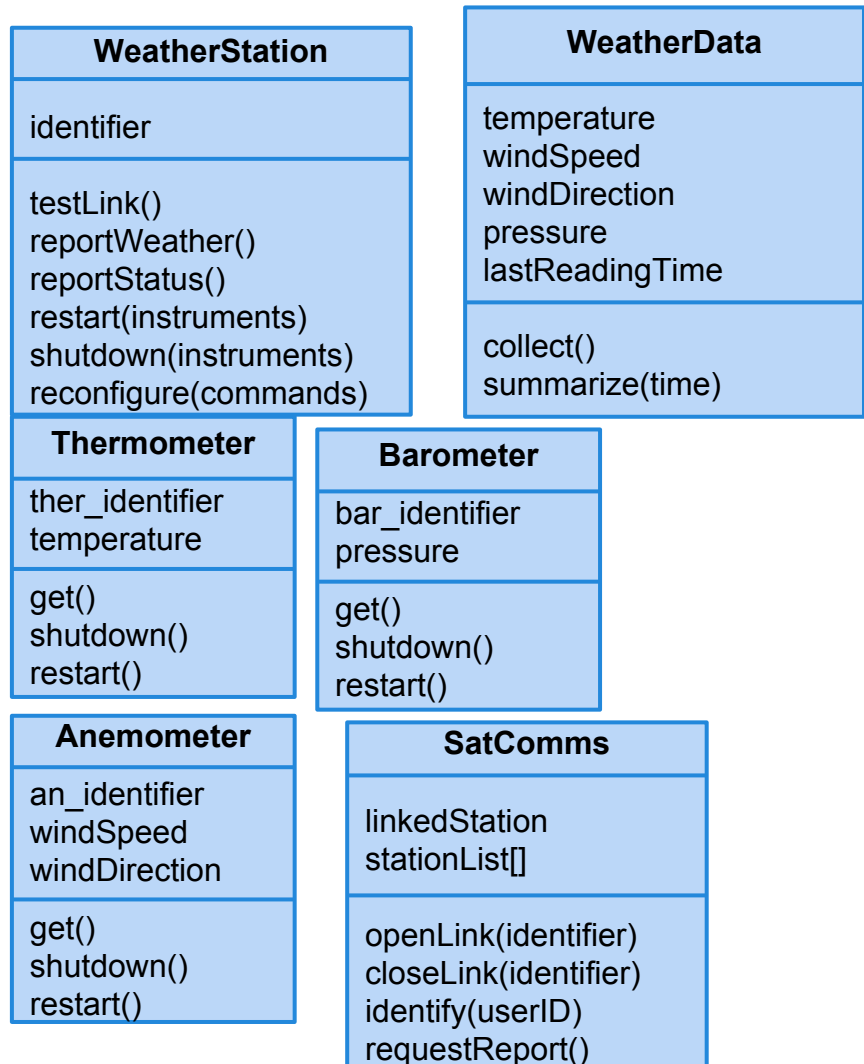 WeatherStation
identifier
testLink()
reportWeather()
reportStatus()
restart(instruments)
shutdown(instruments)
reconfigure(commands)
WeatherData
temperature
windSpeed
windDirection
pressure
lastReadingTime
collect()
summarize(time)
Thermometer
ther_identifier
temperature
get()
shutdown()
restart()
Barometer
bar_identifier
pressure
get()
shutdown()
restart()
Anemometer
an_identifier
windSpeed
windDirection
get()
shutdown()
restart()
SatComms
linkedStation
stationList[]
openLink(identifier)
closeLink(identifier)
identify(userID)
requestReport()